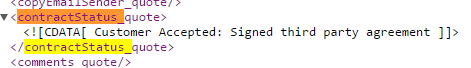 <copyEmailSender_quote/>
▼<contractStatus_quote>
<![CDATA[ Customer Accepted: Signed third party agreement ]]>
</contractStatus_quote>
<comments_quote/>